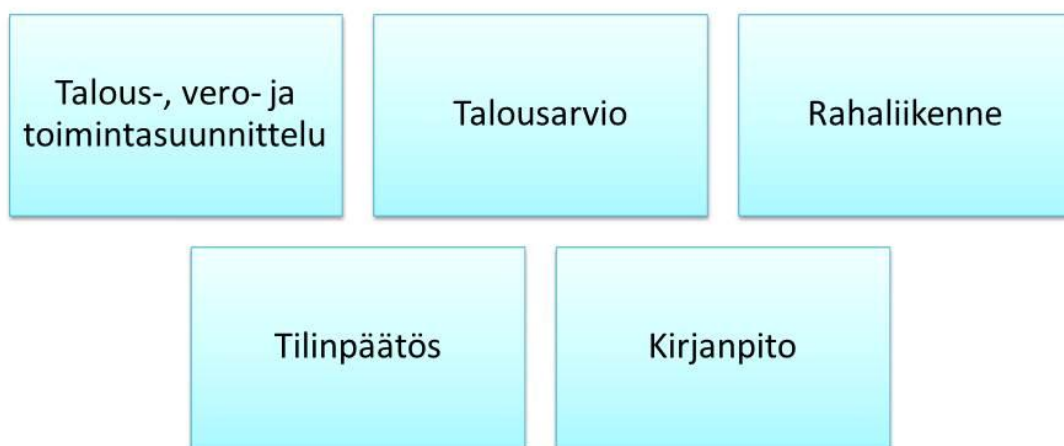 Talous-, vero- ja
toimintasuunnittelu
Talousarvio
Rahaliikenne
Tilinpäätös
Kirjanpito